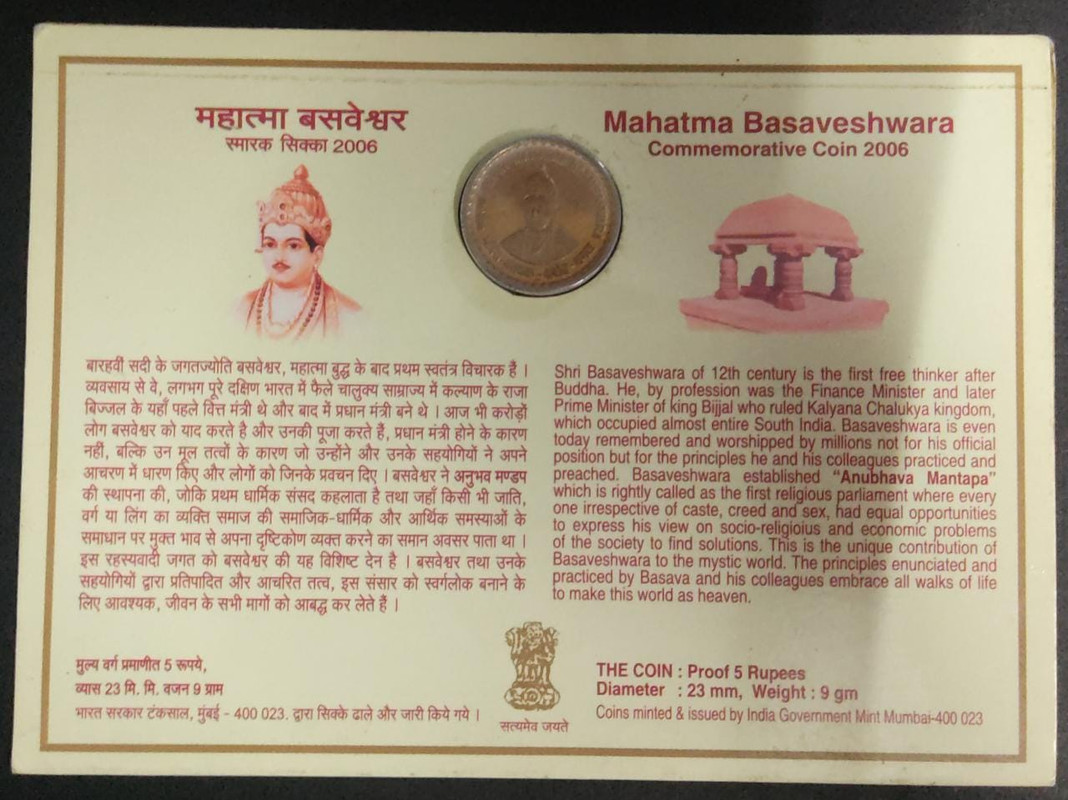 महात्मा बसवेश्वर
स्मारक सिक्का 2006
बारहवीं सदी के जगतज्योति बसवेश्वर, महात्मा बुद्ध के बाद प्रथम स्वतंत्र विचारक हैं ।
व्यवसाय से वे, लगभग पूरे दक्षिण भारत में फैले चालुक्य साम्राज्य में कल्याण के राजा
बिज्जल के यहाँ पहले वित्त मंत्री थे और बाद में प्रधान मंत्री बने थे । आज भी करोड़ों
लोग बसवेश्वर को याद करते है और उनकी पूजा करते हैं, प्रधान मंत्री होने के कारण
नहीं, बल्कि उन मूल तत्वों के कारण जो उन्होंने और उनके सहयोगियों ने अपने
आचरण में धारण किए और लोगों को जिनके प्रवचन दिए । बसवेश्वर ने अनुभव मण्डप
की स्थापना की, जोकि प्रथम धार्मिक संसद कहलाता है तथा जहाँ किसी भी जाति,
वर्ग या लिंग का व्यक्ति समाज की समाजिक-धार्मिक और आर्थिक समस्याओं के
समाधान पर मुक्त भाव से अपना दृष्टिकोण व्यक्त करने का समान अवसर पाता था ।
इस रहस्यवादी जगत को बसवेश्वर की यह विशिष्ट देन है । बसवेश्वर तथा उनके
सहयोगियों द्वारा प्रतिपादित और आचरित तत्व, इस संसार को स्वर्गलोक बनाने के
लिए आवश्यक, जीवन के सभी मार्गो को आबद्ध कर लेते हैं ।
मुल्य वर्ग प्रमाणीत 5 रूपये,
व्यास 23 मि. मि. वजन 9 ग्राम
भारत सरकार टंकसाल, मुंबई - 400 023. द्वारा सिक्के ढाले और जारी किये गये ।
सत्यमेव जयते
Mahatma Basaveshwara
Commemorative Coin 2006
Shri Basaveshwara of 12th century is the first free thinker after
Buddha. He, by profession was the Finance Minister and later
Prime Minister of king Bijjal who ruled Kalyana Chalukya kingdom,
which occupied almost entire South India. Basaveshwara is even
today remembered and worshipped by millions not for his official
position but for the principles he and his colleagues practiced and
preached. Basaveshwara established "Anubhava Mantapa"
which is rightly called as the first religious parliament where every
one irrespective of caste, creed and sex, had equal opportunities
to express his view on socio-religioius and economic problems
of the society to find solutions. This is the unique contribution of
Basaveshwara to the mystic world. The principles enunciated and
practiced by Basava and his colleagues embrace all walks of life
to make this world as heaven.
THE COIN : Proof 5 Rupees
Diameter : 23 mm, Weight : 9 gm
Coins minted & issued by India Government Mint Mumbai-400 023